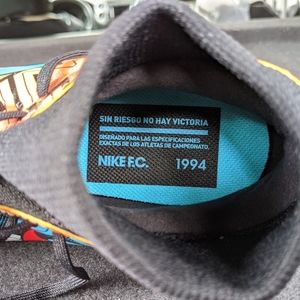 SIN RIESGO NO HAY VICTORIA
DISEÑADO PARA LAS ESPECIFICACIONES
EXACTAS DE LOS ATLETAS DE CAMPEONATO.
NIKE F.C. 1994